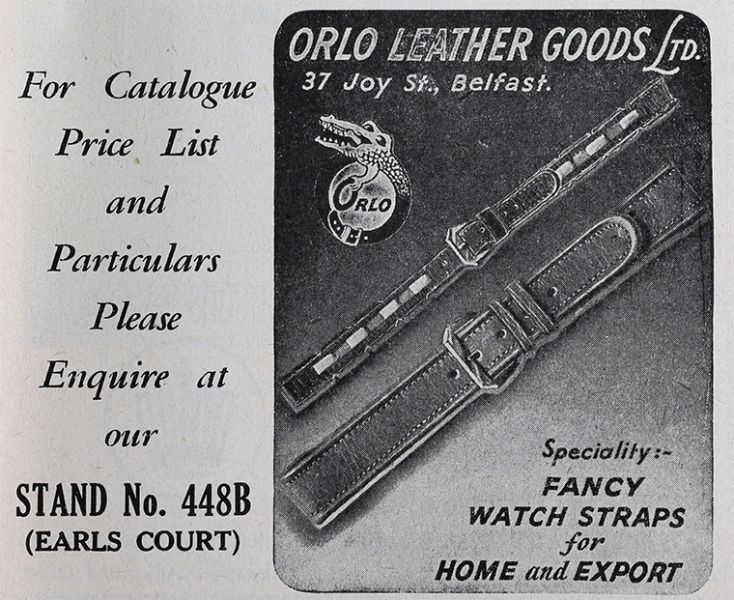 For Catalogue
Price List
and
Particulars
Please
Enquire at
our
STAND No. 448B
(EARLS COURT)
ORLO LEATHER GOODS LTD.
37 Joy St., Belfast.
ORLO
Speciality:-
FANCY
WATCH STRAPS
for
HOME and EXPORT